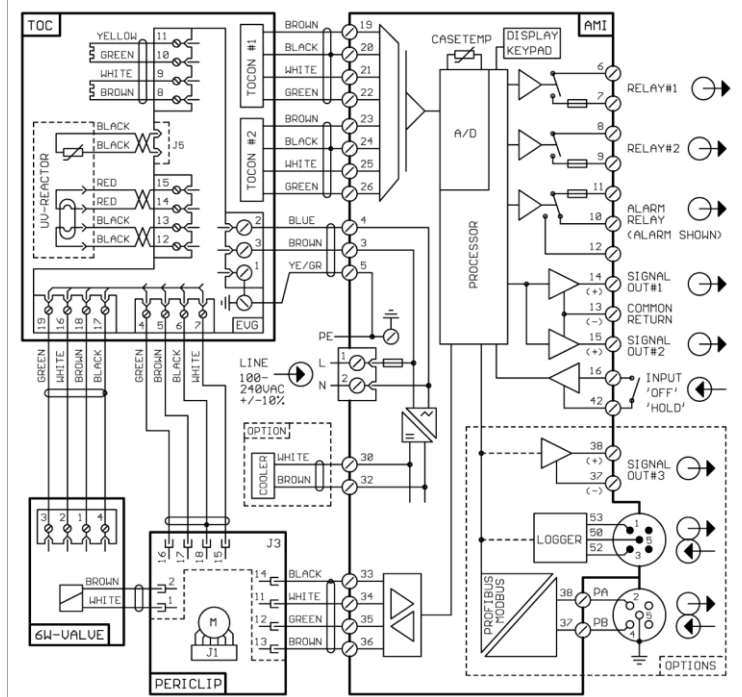 TOC
YELLOW 11
GREEN 10
WHITE 9
BROWN 8
BLACK
BLACK
J5
UV-REACTOR
RED 15
RED 14
BLACK 13
BLACK 12
2
3
1
EVG
19 16 18 17
4 5 6 7
GREEN WHITE BROWN BLACK
GREEN BROWN BLACK WHITE
TOCON #1
BROWN 19
BLACK 20
WHITE 21
GREEN 22
TOCON #2
BROWN 23
BLACK 24
WHITE 25
GREEN 26
BLUE 4
BROWN 3
YE/GR 5
PE
LINE
100-
240VAC
+/-10%
L 1
N 2
OPTION
COOLER
WHITE 30
BROWN 32
AMI
CASETEMP
DISPLAY
KEYPAD
A/D
PROCESSOR
6
7
RELAY#1
8
9
RELAY#2
11
10
12
ALARM
RELAY
(ALARM SHOWN)
14
(+)
SIGNAL
OUT#1
13
(-)
COMMON
RETURN
15
(+)
SIGNAL
OUT#2
16
42
INPUT
'OFF'
'HOLD'
38
(+)
37
(-)
SIGNAL
OUT#3
LOGGER
53
50
52
1
5
3
PROFIBUS
MODBUS
38 PA
37 PB
2
5
4
OPTIONS
3 2 1 4
BROWN 2
WHITE 1
6W-VALVE
16 17 18 15
J3
14 BLACK 33
11 WHITE 34
12 GREEN 35
13 BROWN 36
M
J1
PERICLIP